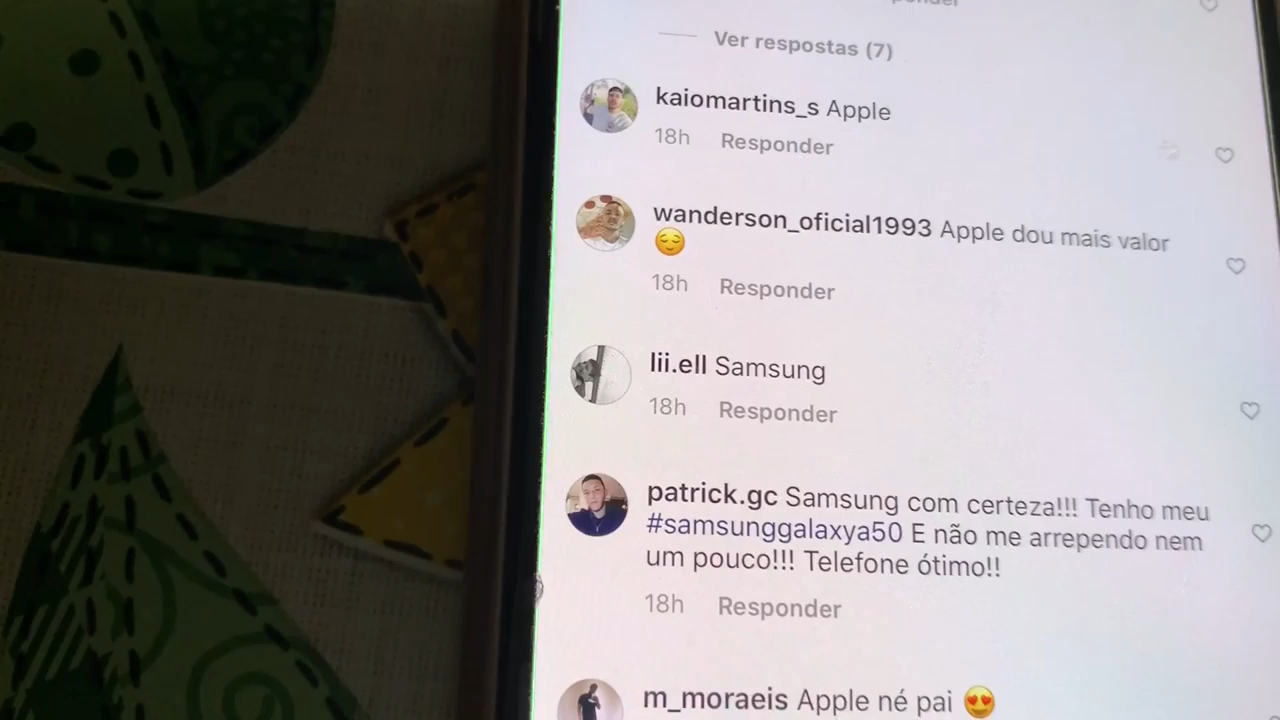 Ver respostas (7)
kaiomartins_s Apple
18h Responder
wanderson_oficial1993 Apple dou mais valor
😌
18h Responder
lii.ell Samsung
18h Responder
patrick.gc Samsung com certeza!!! Tenho meu
#samsunggalaxya50 E não me arrependo nem
um pouco!!! Telefone ótimo!!
18h Responder
m_moraeis Apple né pai 😍